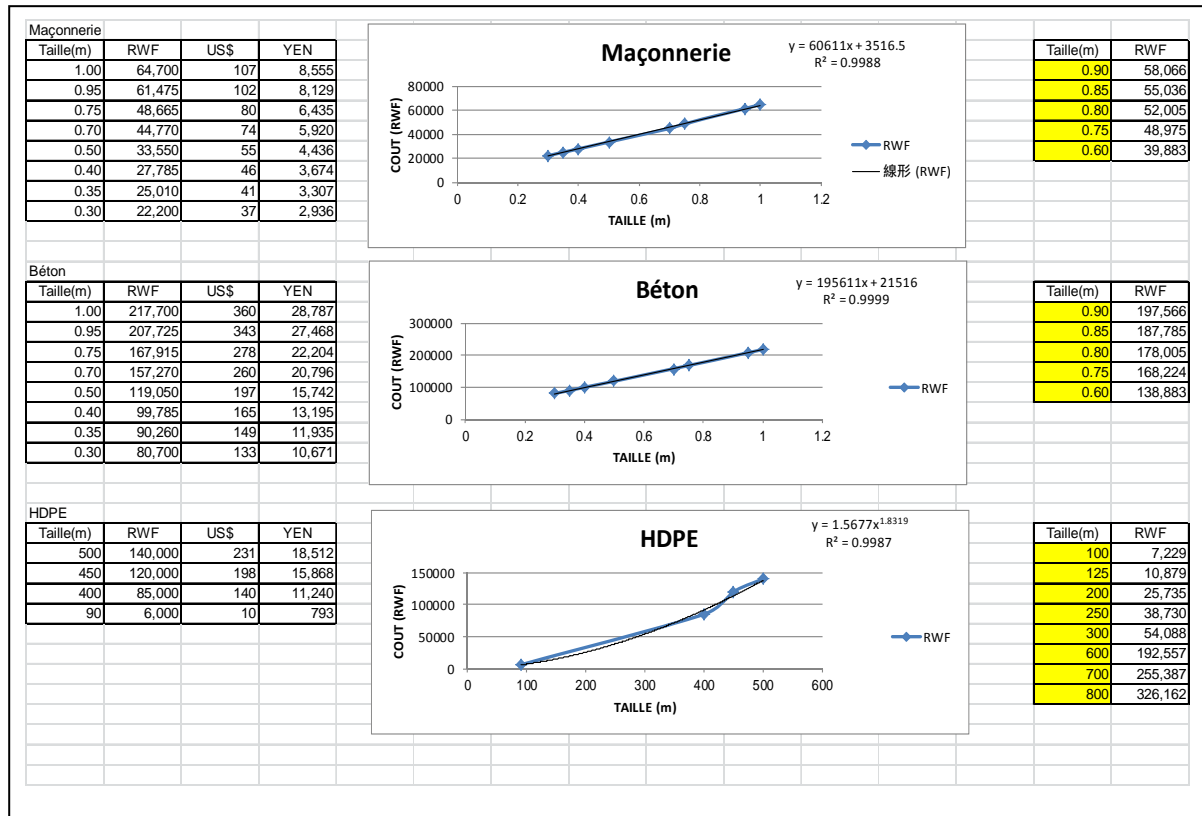 Maçonnerie
Taille(m) RWF US$ YEN
1.00 64,700 107 8,555
0.95 61,475 102 8,129
0.75 48,665 80 6,435
0.70 44,770 74 5,920
0.50 33,550 55 4,436
0.40 27,785 46 3,674
0.35 25,010 41 3,307
0.30 22,200 37 2,936
Maçonnerie
y = 60611x + 3516.5
R² = 0.9988
COUT (RWF)
80000
60000
40000
20000
0
0 0.2 0.4 0.6 0.8 1 1.2
TAILLE (m)
RWF
線形 (RWF)
Taille(m) RWF
0.90 58,066
0.85 55,036
0.80 52,005
0.75 48,975
0.60 39,883
Béton
Taille(m) RWF US$ YEN
1.00 217,700 360 28,787
0.95 207,725 343 27,468
0.75 167,915 278 22,204
0.70 157,270 260 20,796
0.50 119,050 197 15,742
0.40 99,785 165 13,195
0.35 90,260 149 11,935
0.30 80,700 133 10,671
Béton
y = 195611x + 21516
R² = 0.9999
COUT (RWF)
300000
200000
100000
0
0 0.2 0.4 0.6 0.8 1 1.2
TAILLE (m)
RWF
Taille(m) RWF
0.90 197,566
0.85 187,785
0.80 178,005
0.75 168,224
0.60 138,883
HDPE
Taille(m) RWF US$ YEN
500 140,000 231 18,512
450 120,000 198 15,868
400 85,000 140 11,240
90 6,000 10 793
HDPE
y = 1.5677x^1.8319
R² = 0.9987
COUT (RWF)
150000
100000
50000
0
0 100 200 300 400 500 600
TAILLE (m)
RWF
Taille(m) RWF
100 7,229
125 10,879
200 25,735
250 38,730
300 54,088
600 192,557
700 255,387
800 326,162